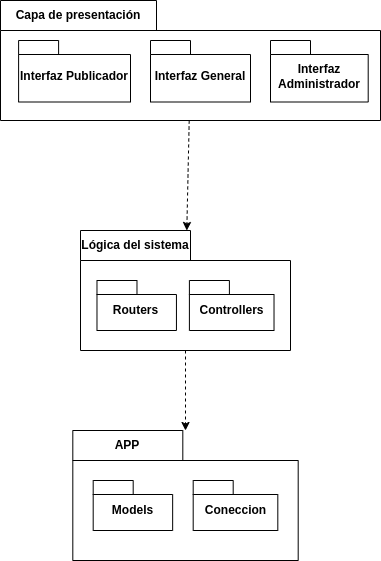 Capa de presentación
Interfaz Publicador
Interfaz General
Interfaz
Administrador
Lógica del sistema
Routers
Controllers
APP
Models
Coneccion